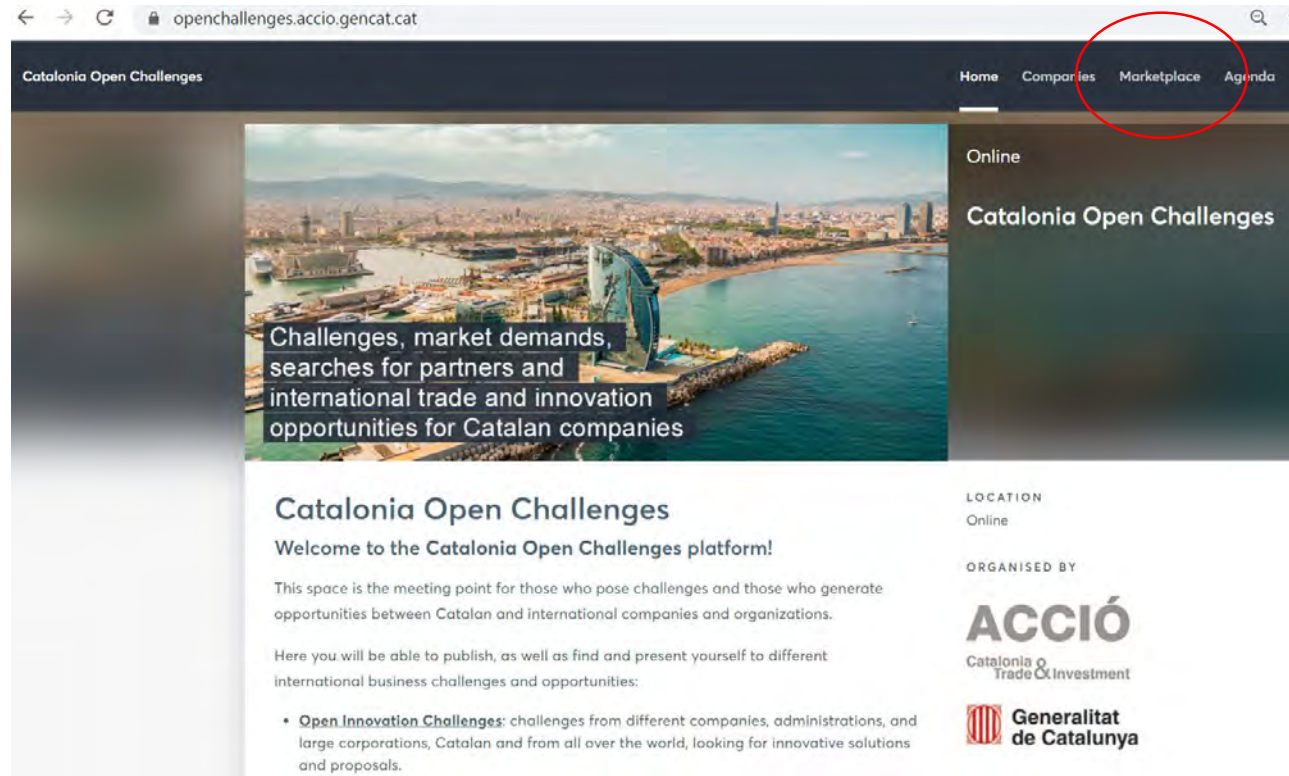 openchallenges.accio.gencat.cat
Catalonia Open Challenges
Home Companies Marketplace Agenda
Challenges, market demands,
searches for partners and
international trade and innovation
opportunities for Catalan companies
Online
Catalonia Open Challenges
Catalonia Open Challenges
Welcome to the Catalonia Open Challenges platform!
This space is the meeting point for those who pose challenges and those who generate
opportunities between Catalan and international companies and organizations.
Here you will be able to publish, as well as find and present yourself to different
international business challenges and opportunities:
• Open Innovation Challenges: challenges from different companies, administrations, and
large corporations, Catalan and from all over the world, looking for innovative solutions
and proposals.
LOCATION
Online
ORGANISED BY
ACCIÓ
Catalonia
Trade & Investment
Generalitat
de Catalunya